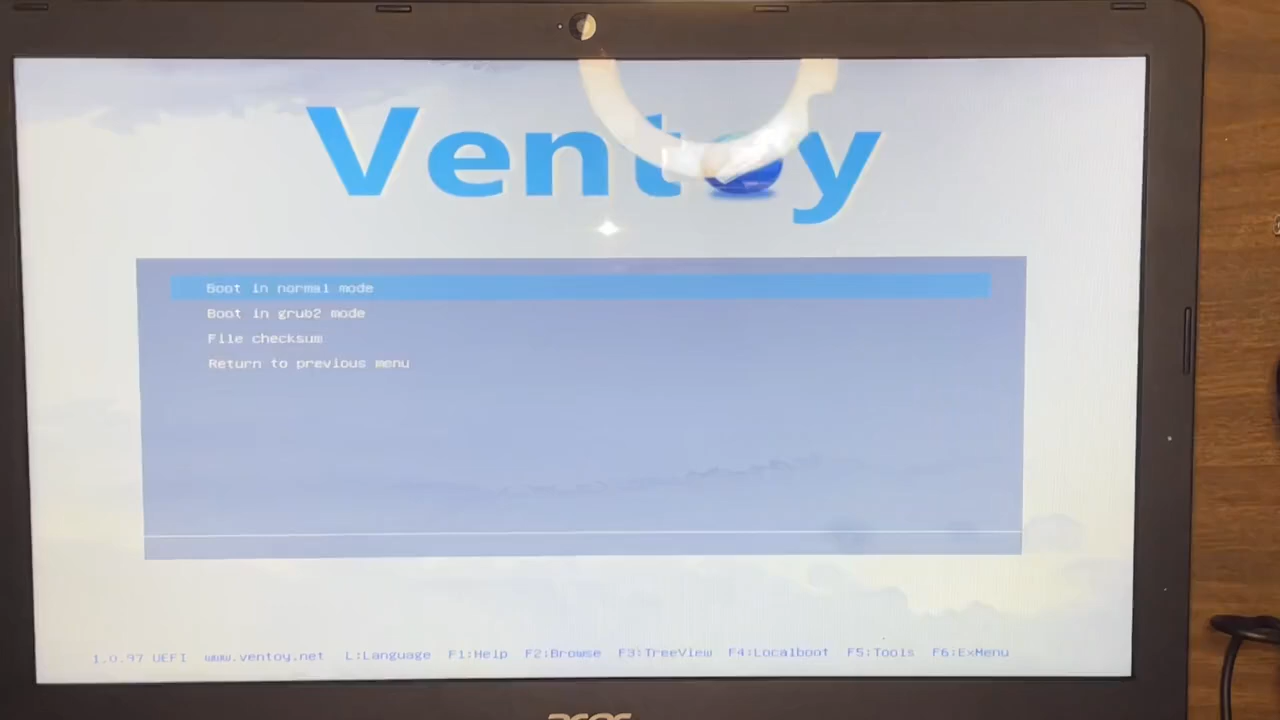 Ventoy
Boot in normal mode
Boot in grub2 mode
File checksum
Return to previous menu
1.0.97 UEFI www.ventoy.net L:Language F1:Help F2:Browse F3:TreeView F4:Localboot F5:Tools F6:ExMenu
acer